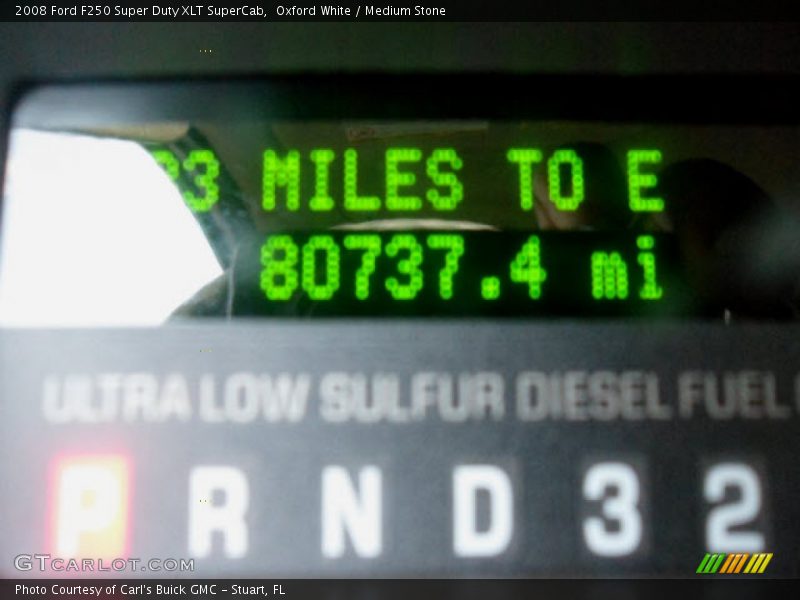 2008 Ford F250 Super Duty XLT SuperCab, Oxford White / Medium Stone
MILES TO E
80737.4 mi
ULTRA LOW SULFUR DIESEL FUEL
P R N D 3 2
GTCARLOT.COM
Photo Courtesy of Carl's Buick GMC - Stuart, FL